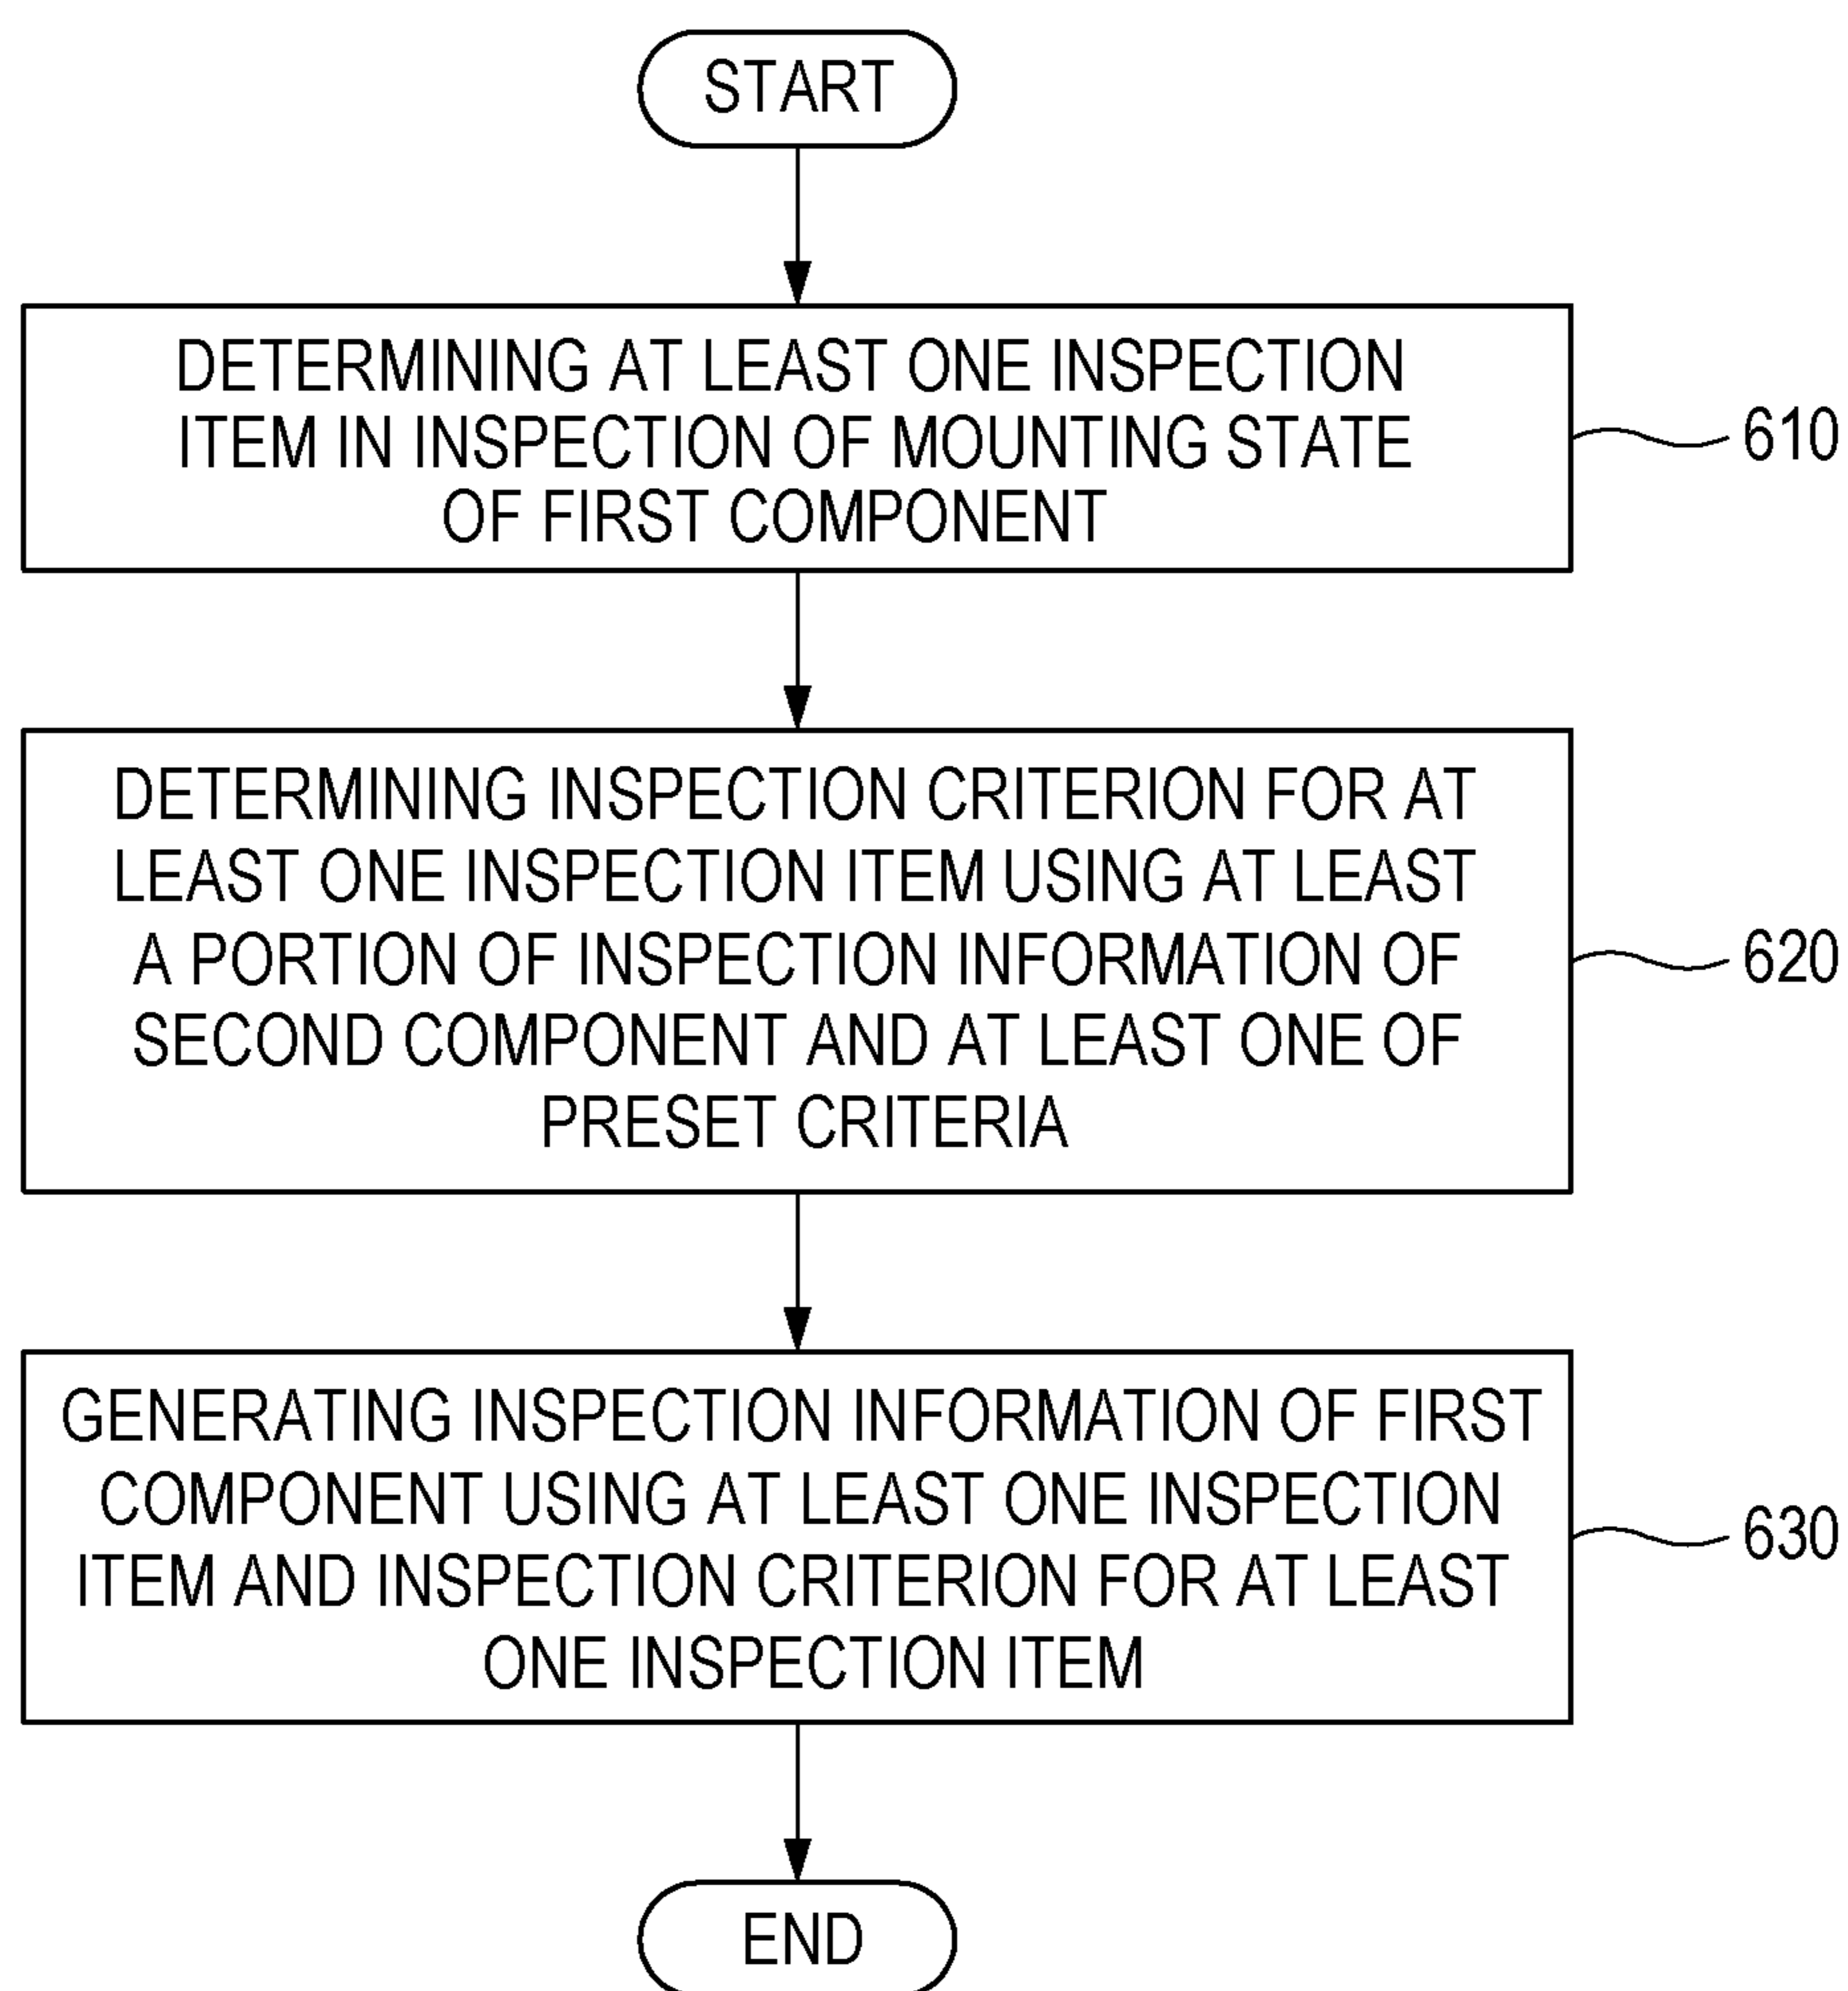 START
DETERMINING AT LEAST ONE INSPECTION
ITEM IN INSPECTION OF MOUNTING STATE
OF FIRST COMPONENT
610
DETERMINING INSPECTION CRITERION FOR AT
LEAST ONE INSPECTION ITEM USING AT LEAST
A PORTION OF INSPECTION INFORMATION OF
SECOND COMPONENT AND AT LEAST ONE OF
PRESET CRITERIA
620
GENERATING INSPECTION INFORMATION OF FIRST
COMPONENT USING AT LEAST ONE INSPECTION
ITEM AND INSPECTION CRITERION FOR AT LEAST
ONE INSPECTION ITEM
630
END